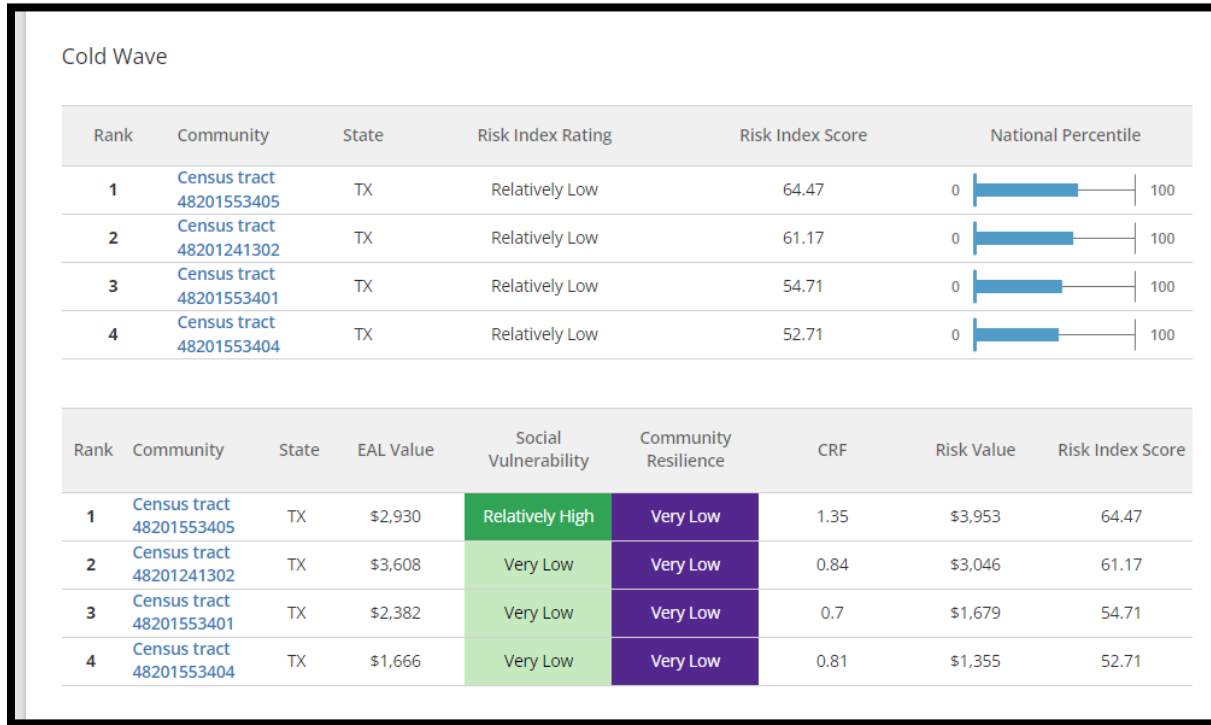 Cold Wave
Rank Community State Risk Index Rating Risk Index Score National Percentile
1 Census tract 48201553405 TX Relatively Low 64.47 0 100
2 Census tract 48201241302 TX Relatively Low 61.17 0 100
3 Census tract 48201553401 TX Relatively Low 54.71 0 100
4 Census tract 48201553404 TX Relatively Low 52.71 0 100
Rank Community State EAL Value Social Vulnerability Community Resilience CRF Risk Value Risk Index Score
1 Census tract 48201553405 TX $2,930 Relatively High Very Low 1.35 $3,953 64.47
2 Census tract 48201241302 TX $3,608 Very Low Very Low 0.84 $3,046 61.17
3 Census tract 48201553401 TX $2,382 Very Low Very Low 0.7 $1,679 54.71
4 Census tract 48201553404 TX $1,666 Very Low Very Low 0.81 $1,355 52.71